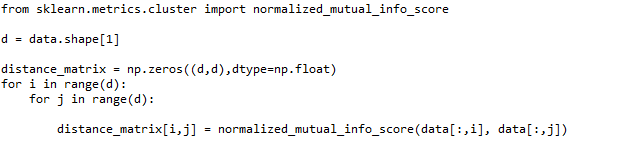 from sklearn.metrics.cluster import normalized_mutual_info_score
d = data.shape[1]
distance_matrix = np.zeros((d,d),dtype=np.float)
for i in range(d):
    for j in range(d):
        distance_matrix[i,j] = normalized_mutual_info_score(data[:,i], data[:,j])